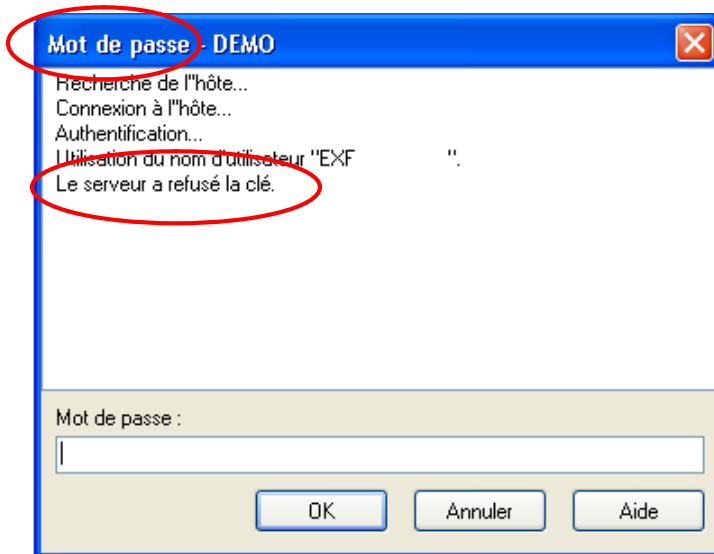 Mot de passe - DEMO
Recherche de l''hôte...
Connexion à l''hôte...
Authentification...
Utilisation du nom d'utilisateur "EXF ".
Le serveur a refusé la clé.
Mot de passe :
OK Annuler Aide